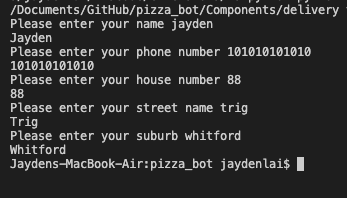 /Documents/GitHub/pizza_bot/Components/delivery
Please enter your name jayden
Jayden
Please enter your phone number 101010101010
101010101010
Please enter your house number 88
88
Please enter your street name trig
Trig
Please enter your suburb whitford
Whitford
Jaydens-MacBook-Air:pizza_bot jaydenlai$